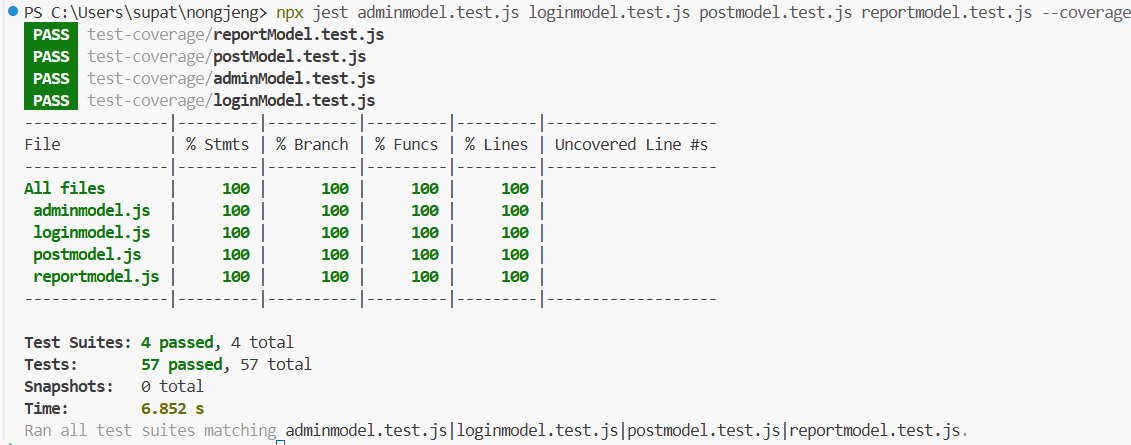 PS C:\Users\supat\nongjeng> npx jest adminmodel.test.js loginmodel.test.js postmodel.test.js reportmodel.test.js --coverage
PASS test-coverage/reportModel.test.js
PASS test-coverage/postModel.test.js
PASS test-coverage/adminModel.test.js
PASS test-coverage/loginModel.test.js
----------------|---------|----------|---------|---------|-------------------
File            | % Stmts | % Branch | % Funcs | % Lines | Uncovered Line #s
----------------|---------|----------|---------|---------|-------------------
All files       |     100 |      100 |     100 |     100 |
 adminmodel.js  |     100 |      100 |     100 |     100 |
 loginmodel.js  |     100 |      100 |     100 |     100 |
 postmodel.js   |     100 |      100 |     100 |     100 |
 reportmodel.js |     100 |      100 |     100 |     100 |
----------------|---------|----------|---------|---------|-------------------
Test Suites: 4 passed, 4 total
Tests:       57 passed, 57 total
Snapshots:   0 total
Time:        6.852 s
Ran all test suites matching adminmodel.test.js|loginmodel.test.js|postmodel.test.js|reportmodel.test.js.